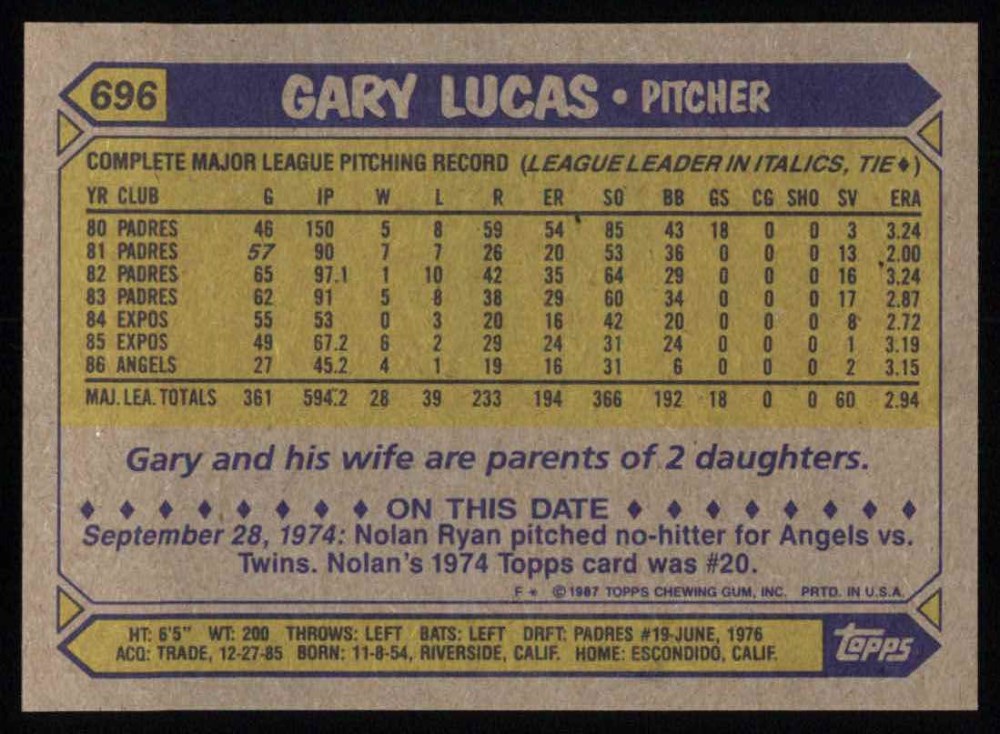 696 GARY LUCAS • PITCHER
COMPLETE MAJOR LEAGUE PITCHING RECORD (LEAGUE LEADER IN ITALICS, TIE ♦)
YR CLUB G IP W L R ER SO BB GS CG SHO SV ERA
80 PADRES 46 150 5 8 59 54 85 43 18 0 0 3 3.24
81 PADRES 57 90 7 7 26 20 53 36 0 0 0 13 2.00
82 PADRES 65 97.1 1 10 42 35 64 29 0 0 0 16 3.24
83 PADRES 62 91 5 8 38 29 60 34 0 0 0 17 2.87
84 EXPOS 55 53 0 3 20 16 42 20 0 0 0 8 2.72
85 EXPOS 49 67.2 6 2 29 24 31 24 0 0 0 1 3.19
86 ANGELS 27 45.2 4 1 19 16 31 6 0 0 0 2 3.15
MAJ. LEA. TOTALS 361 594.2 28 39 233 194 366 192 18 0 0 60 2.94
Gary and his wife are parents of 2 daughters.
♦ ♦ ♦ ♦ ♦ ♦ ♦ ♦ ON THIS DATE ♦ ♦ ♦ ♦ ♦ ♦ ♦ ♦
September 28, 1974: Nolan Ryan pitched no-hitter for Angels vs.
Twins. Nolan's 1974 Topps card was #20.
F * © 1987 TOPPS CHEWING GUM, INC. PRTD. IN U.S.A.
HT: 6'5" WT: 200 THROWS: LEFT BATS: LEFT DRFT: PADRES #19-JUNE, 1976
ACQ: TRADE, 12-27-85 BORN: 11-8-54, RIVERSIDE, CALIF. HOME: ESCONDIDO, CALIF.
Topps